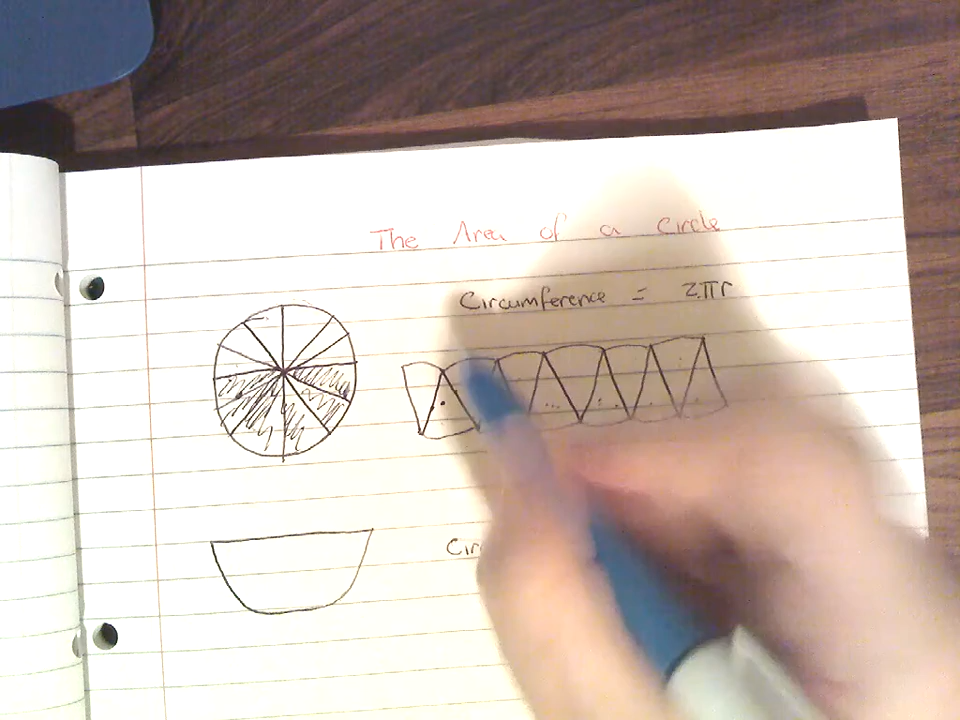 The Area of a Circle
Circumference = 2πr